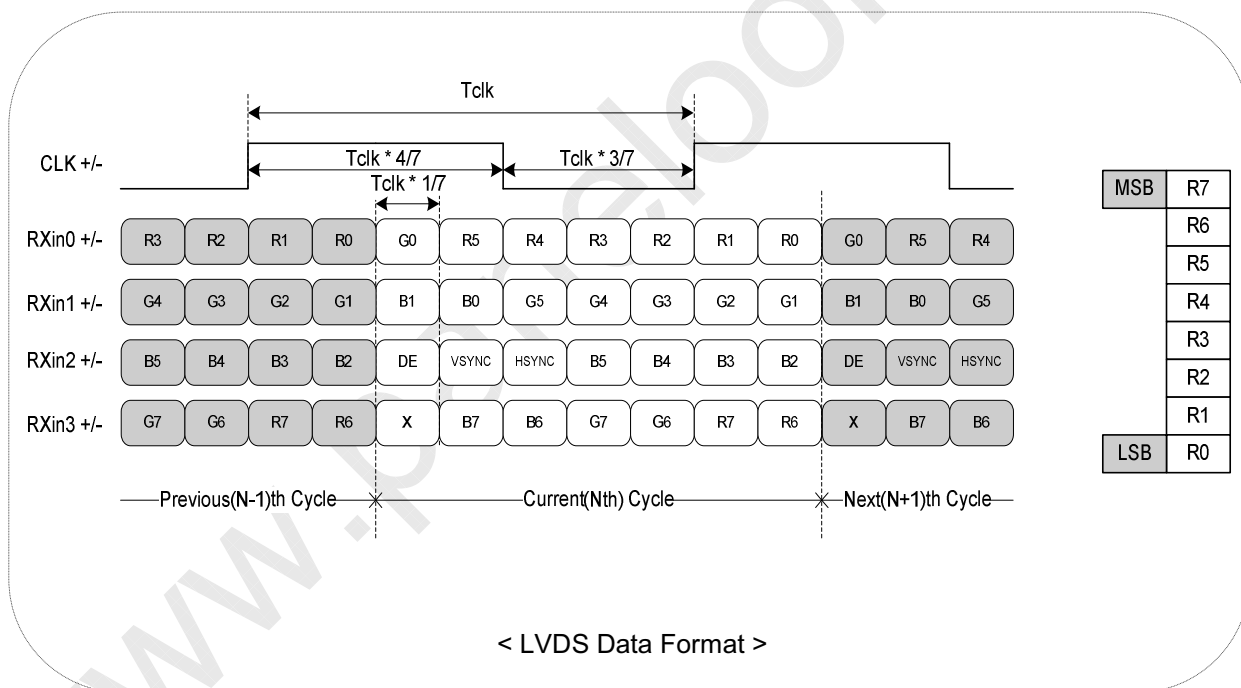 Tclk
CLK +/-
Tclk * 4/7
Tclk * 3/7
Tclk * 1/7
RXin0 +/- R3 R2 R1 R0 G0 R5 R4 R3 R2 R1 R0 G0 R5 R4
RXin1 +/- G4 G3 G2 G1 B1 B0 G5 G4 G3 G2 G1 B1 B0 G5
RXin2 +/- B5 B4 B3 B2 DE VSYNC HSYNC B5 B4 B3 B2 DE VSYNC HSYNC
RXin3 +/- G7 G6 R7 R6 X B7 B6 G7 G6 R7 R6 X B7 B6
Previous(N-1)th Cycle
Current(Nth) Cycle
Next(N+1)th Cycle
MSB R7
R6
R5
R4
R3
R2
R1
LSB R0
< LVDS Data Format >